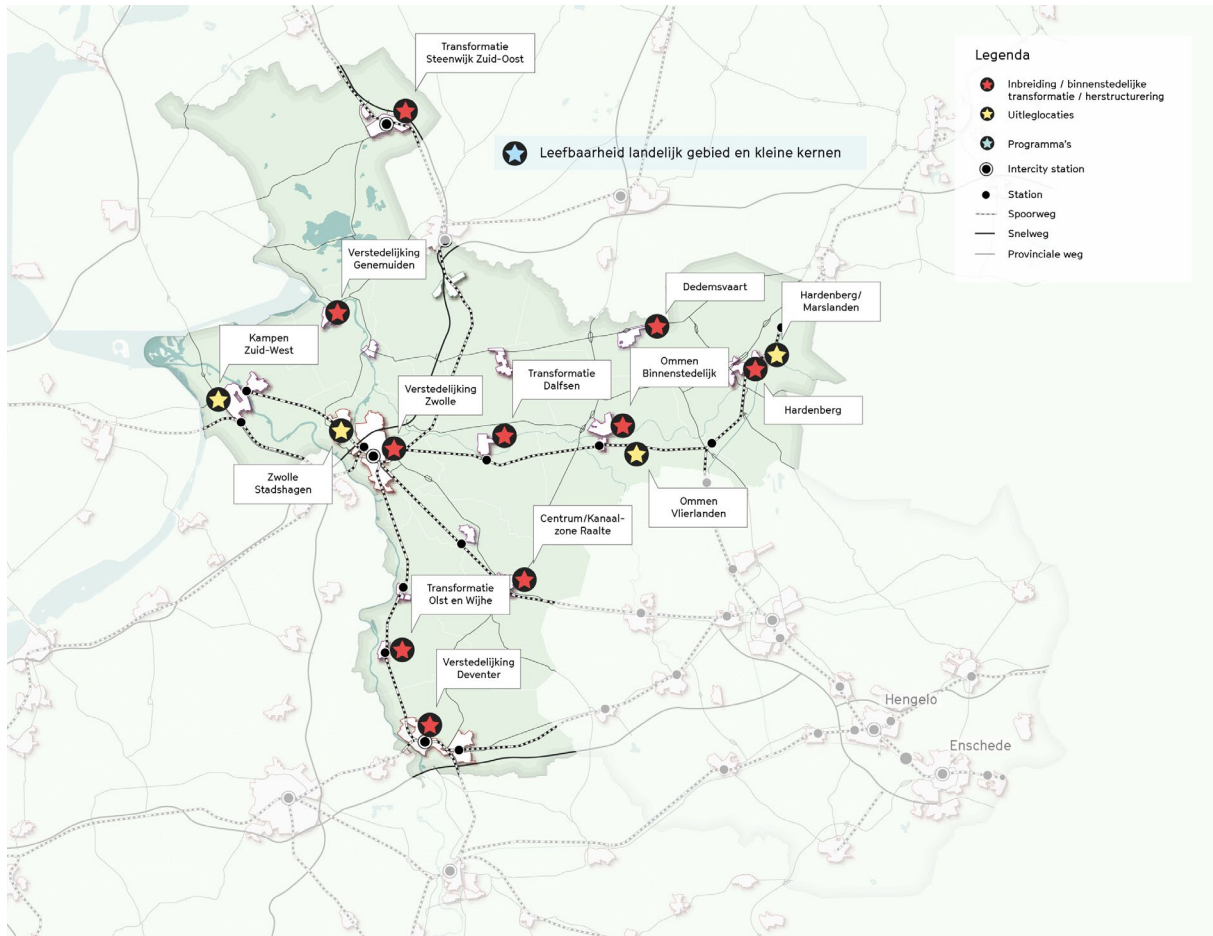 Transformatie
Steenwijk Zuid-Oost
Legenda
Inbreiding / binnenstedelijke
transformatie / herstructurering
Uitleglocaties
Programma's
Intercity station
Station
Spoorweg
Snelweg
Provinciale weg
Leefbaarheid landelijk gebied en kleine kernen
Verstedelijking
Genemuiden
Dedemsvaart
Hardenberg/
Marslanden
Kampen
Zuid-West
Transformatie
Dalfsen
Ommen
Binnenstedelijk
Verstedelijking
Zwolle
Hardenberg
Zwolle
Stadshagen
Ommen
Vlierlanden
Centrum/Kanaal-
zone Raalte
Transformatie
Olst en Wijhe
Verstedelijking
Deventer
Hengelo
Enschede